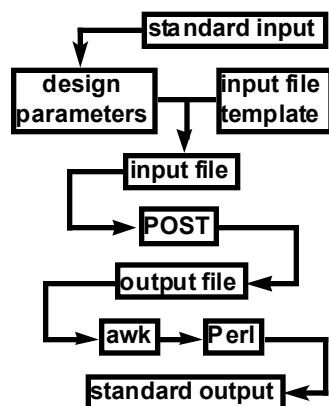 standard input
design
parameters
input file
template
input file
POST
output file
awk
Perl
standard output